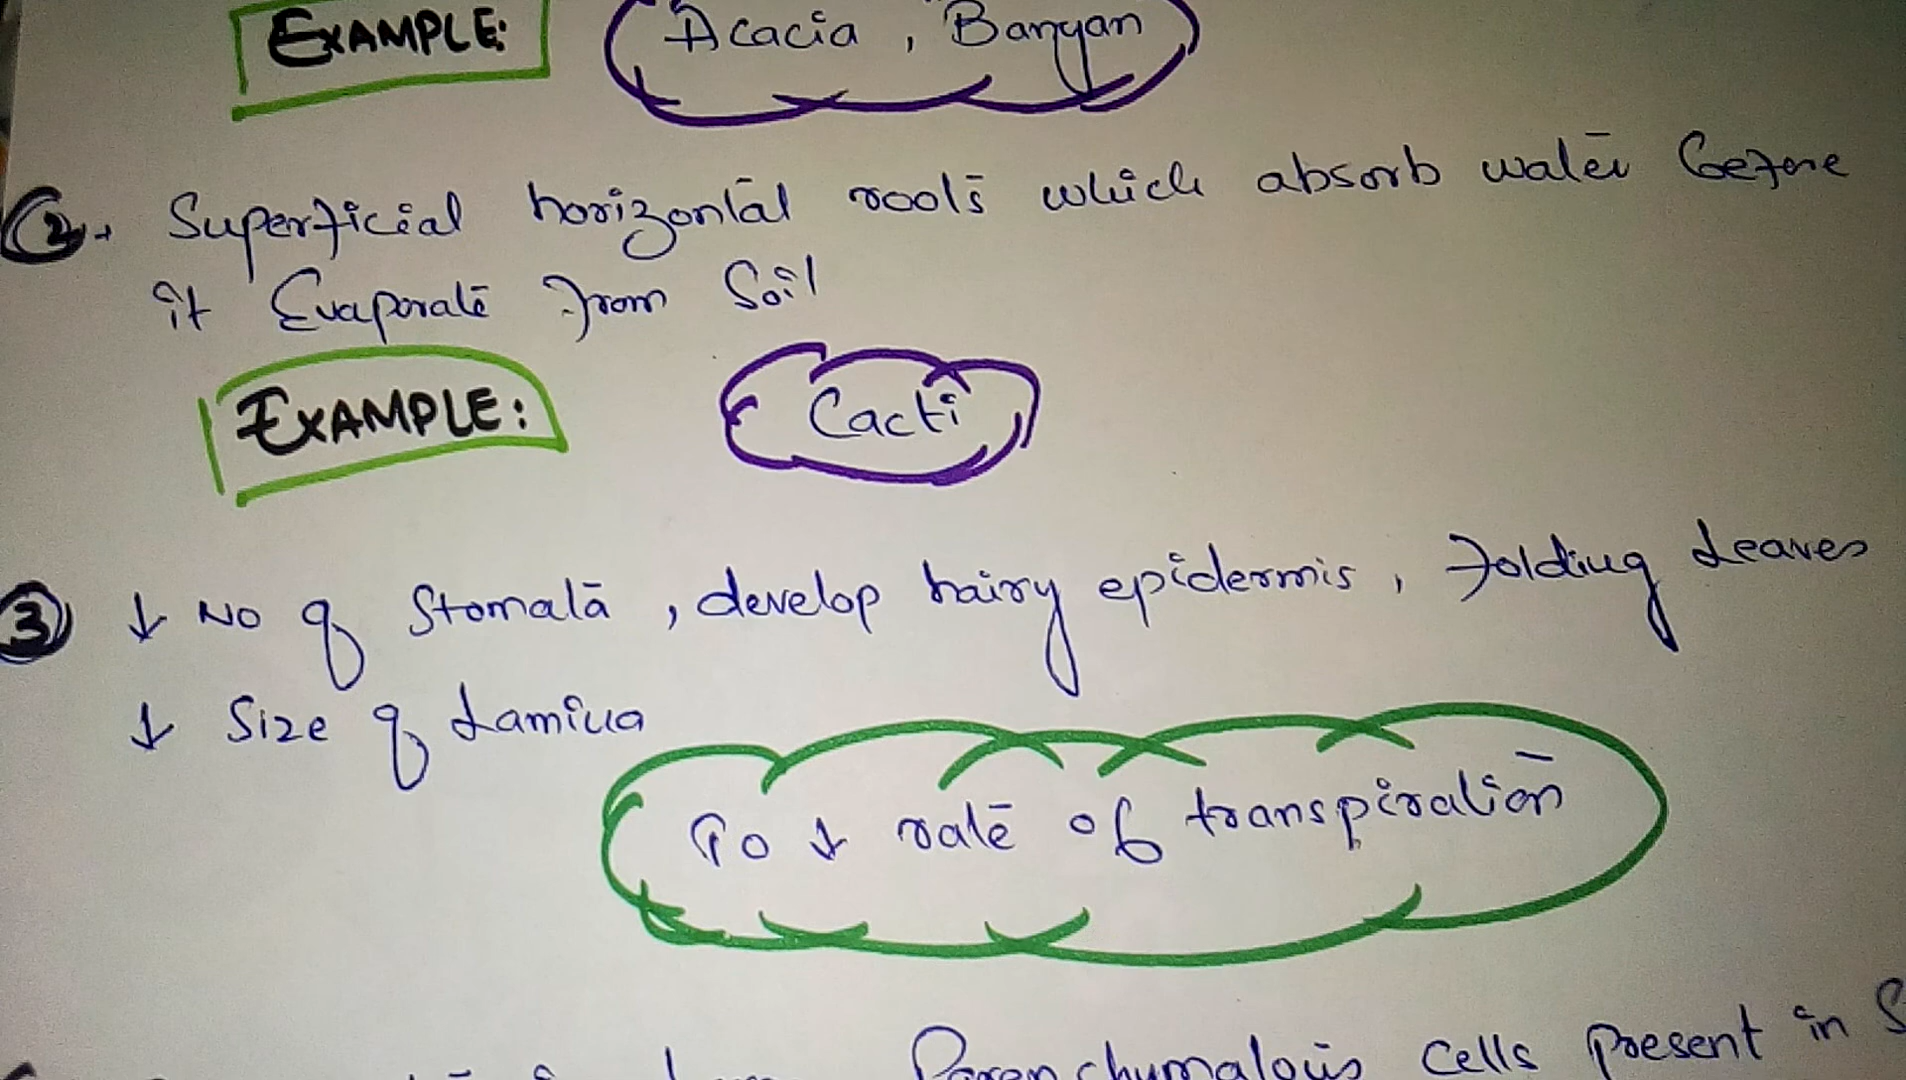 EXAMPLE: Acacia, Banyan
2. Superficial horizontal roots which absorb water before
it Evaporate from Soil
EXAMPLE: Cacti
3 ↓ No of Stomata, develop hairy epidermis, Folding Leaves
↓ Size of Lamina
To ↓ rate of transpiration
Parenchymatous cells present in